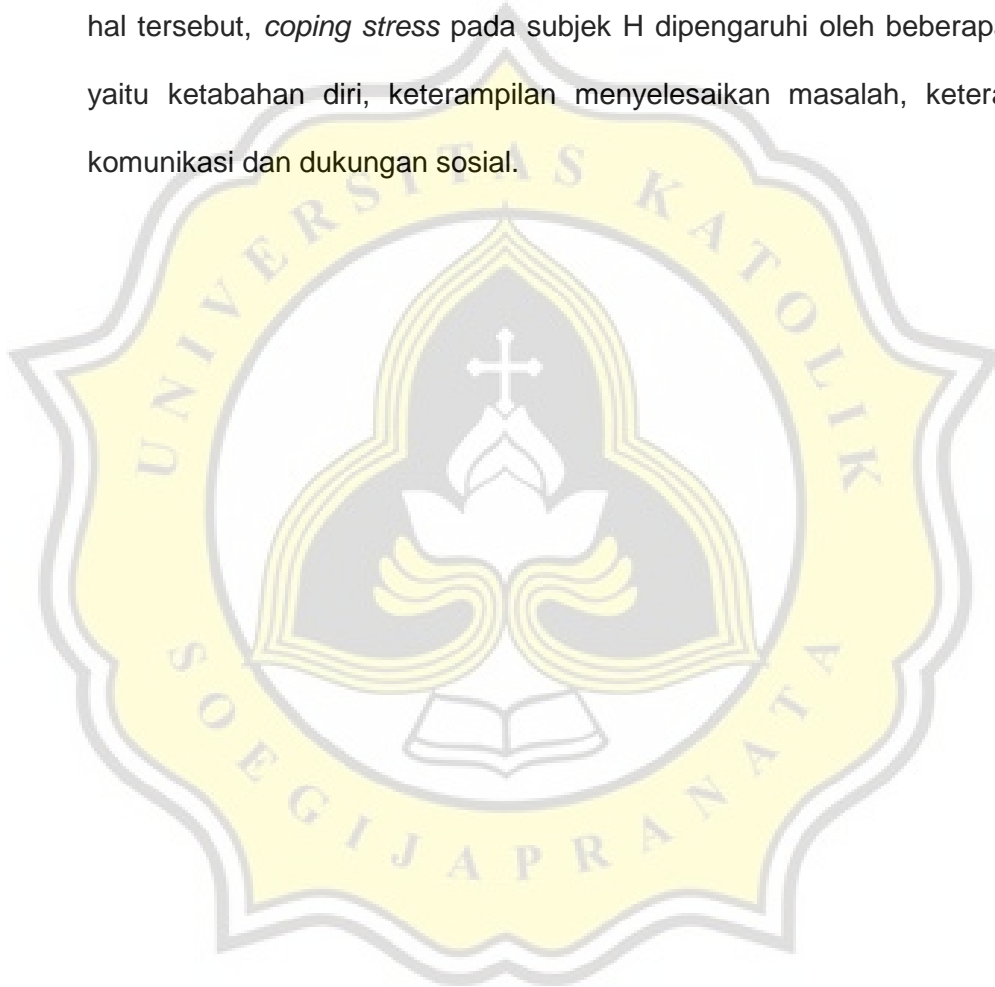 hal tersebut, coping stress pada subjek H dipengaruhi oleh beberapa
yaitu ketabahan diri, keterampilan menyelesaikan masalah, ketera
komunikasi dan dukungan sosial.
UNIVERSITAS KATOLIK
SOEGIJAPRANATA